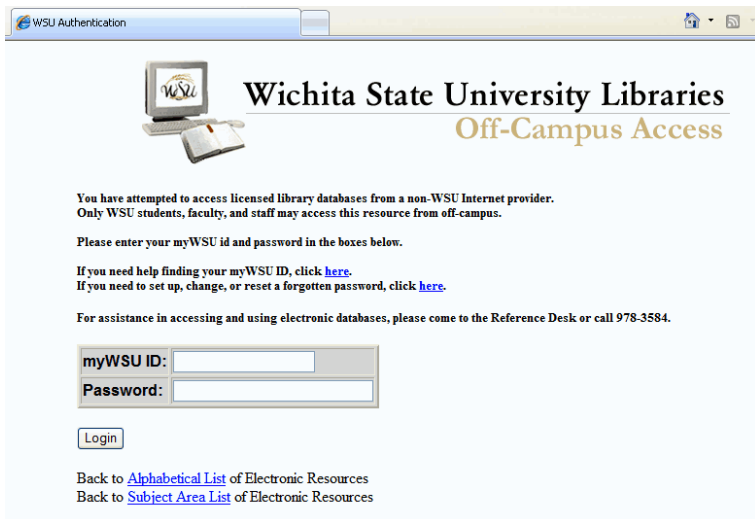 WSU Authentication
WSU
Wichita State University Libraries
Off-Campus Access
You have attempted to access licensed library databases from a non-WSU Internet provider.
Only WSU students, faculty, and staff may access this resource from off-campus.
Please enter your myWSU id and password in the boxes below.
If you need help finding your myWSU ID, click here.
If you need to set up, change, or reset a forgotten password, click here.
For assistance in accessing and using electronic databases, please come to the Reference Desk or call 978-3584.
myWSU ID:
Password:
Login
Back to Alphabetical List of Electronic Resources
Back to Subject Area List of Electronic Resources